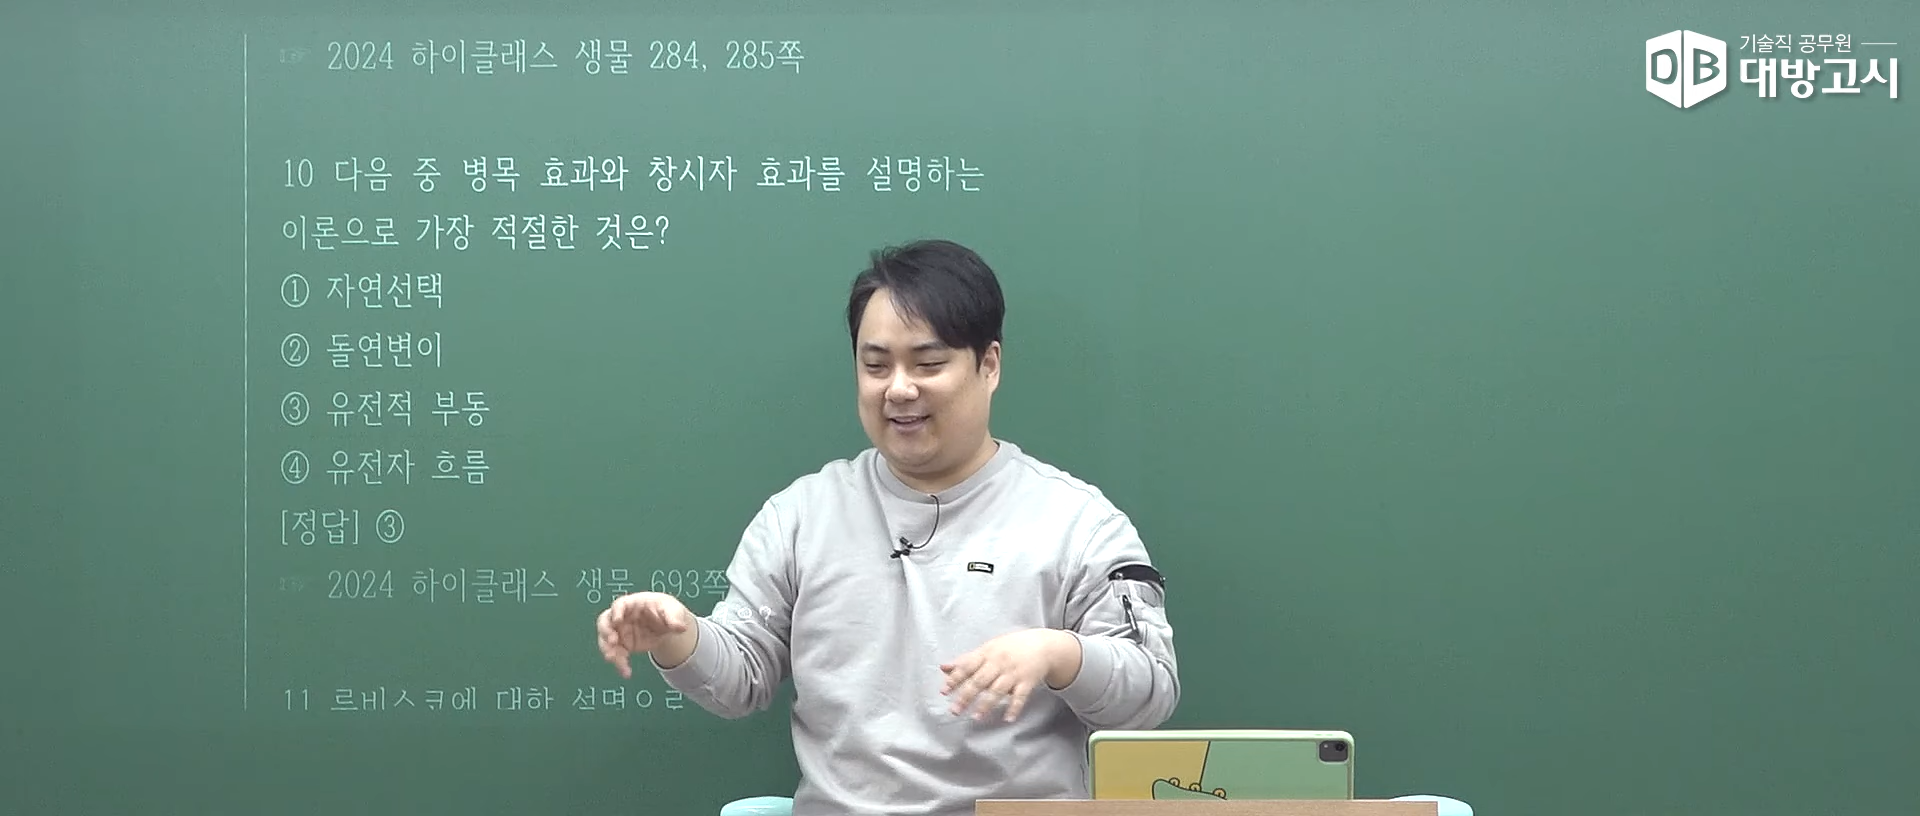 기술직 공무원
DB 대방고시
☞ 2024 하이클래스 생물 284, 285쪽
10 다음 중 병목 효과와 창시자 효과를 설명하는
이론으로 가장 적절한 것은?
① 자연선택
② 돌연변이
③ 유전적 부동
④ 유전자 흐름
[정답] ③
☞ 2024 하이클래스 생물 693쪽
11